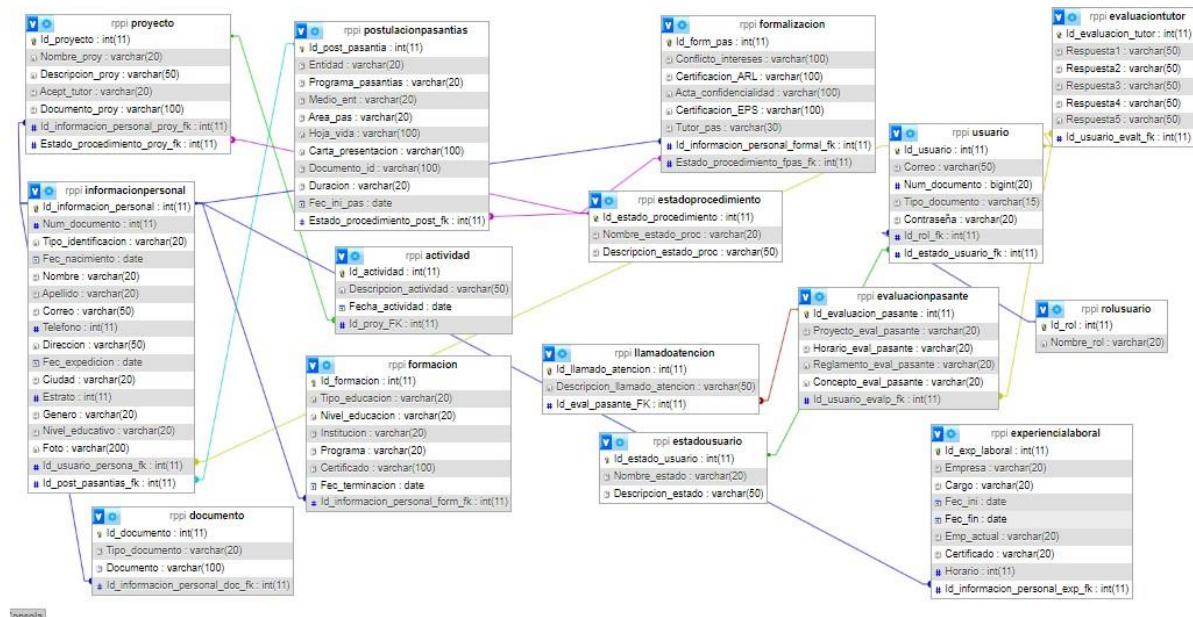 rppi proyecto
Id_proyecto : int(11)
Nombre_proy : varchar(20)
Descripcion_proy : varchar(50)
Acept_tutor : varchar(20)
Documento_proy : varchar(100)
Id_informacion_personal_proy_fk : int(11)
Estado_procedimiento_proy_fk : int(11)
rppi postulacionpasantias
Id_post_pasantia : int(11)
Entidad : varchar(20)
Programa_pasantias : varchar(20)
Medio_ent : varchar(20)
Area_pas : varchar(20)
Hoja_vida : varchar(100)
Carta_presentacion : varchar(100)
Documento_id : varchar(100)
Duracion : varchar(20)
Fec_ini_pas : date
Estado_procedimiento_post_fk : int(11)
rppi formalizacion
Id_form_pas : int(11)
Conflicto_intereses : varchar(100)
Certificacion_ARL : varchar(100)
Acta_confidencialidad : varchar(100)
Certificacion_EPS : varchar(100)
Tutor_pas : varchar(30)
Id_informacion_personal_formal_fk : int(11)
Estado_procedimiento_fpas_fk : int(11)
rppi evaluaciontutor
Id_evaluacion_tutor : int(11)
Respuesta1 : varchar(50)
Respuesta2 : varchar(50)
Respuesta3 : varchar(50)
Respuesta4 : varchar(50)
Respuesta5 : varchar(50)
Id_usuario_evalt_fk : int(11)
rppi usuario
Id_usuario : int(11)
Correo : varchar(50)
Num_documento : bigint(20)
Tipo_documento : varchar(15)
Contraseña : varchar(20)
Id_rol_fk : int(11)
Id_estado_usuario_fk : int(11)
rppi informacionpersonal
Id_informacion_personal : int(11)
Num_documento : int(11)
Tipo_identificacion : varchar(20)
Fec_nacimiento : date
Nombre : varchar(20)
Apellido : varchar(20)
Correo : varchar(50)
Telefono : int(11)
Direccion : varchar(50)
Fec_expedicion : date
Ciudad : varchar(20)
Estrato : int(11)
Genero : varchar(20)
Nivel_educativo : varchar(20)
Foto : varchar(200)
Id_usuario_persona_fk : int(11)
Id_post_pasantias_fk : int(11)
rppi estadoprocedimiento
Id_estado_procedimiento : int(11)
Nombre_estado_proc : varchar(20)
Descripcion_estado_proc : varchar(50)
rppi actividad
Id_actividad : int(11)
Descripcion_actividad : varchar(50)
Fecha_actividad : date
Id_proy_FK : int(11)
rppi evaluacionpasante
Id_evaluacion_pasante : int(11)
Proyecto_eval_pasante : varchar(20)
Horario_eval_pasante : varchar(20)
Reglamento_eval_pasante : varchar(20)
Concepto_eval_pasante : varchar(20)
Id_usuario_evalp_fk : int(11)
rppi rolusuario
Id_rol : int(11)
Nombre_rol : varchar(20)
rppi llamadoatencion
Id_llamado_atencion : int(11)
Descripcion_llamado_atencion : varchar(50)
Id_eval_pasante_FK : int(11)
rppi formacion
Id_formacion : int(11)
Tipo_educacion : varchar(20)
Nivel_educacion : varchar(20)
Institucion : varchar(20)
Programa : varchar(20)
Certificado : varchar(100)
Fec_terminacion : date
Id_informacion_personal_form_fk : int(11)
rppi estadousuario
Id_estado_usuario : int(11)
Nombre_estado : varchar(20)
Descripcion_estado : varchar(50)
rppi experiencialaboral
Id_exp_laboral : int(11)
Empresa : varchar(20)
Cargo : varchar(20)
Fec_ini : date
Fec_fin : date
Emp_actual : varchar(20)
Certificado : varchar(20)
Horario : int(11)
Id_informacion_personal_exp_fk : int(11)
rppi documento
Id_documento : int(11)
Tipo_documento : varchar(20)
Documento : varchar(100)
Id_informacion_personal_doc_fk : int(11)